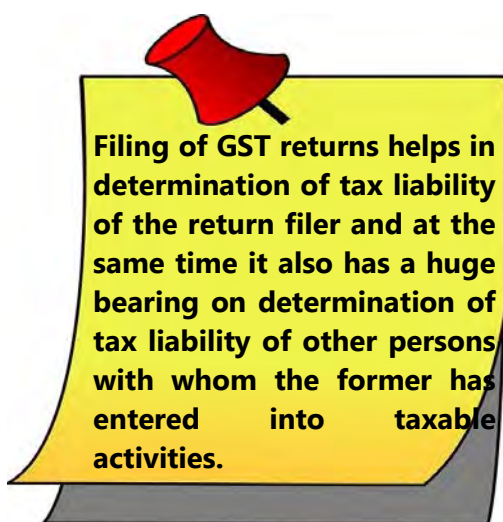 Filing of GST returns helps in
determination of tax liability
of the return filer and at the
same time it also has a huge
bearing on determination of
tax liability of other persons
with whom the former has
entered into taxable
activities.